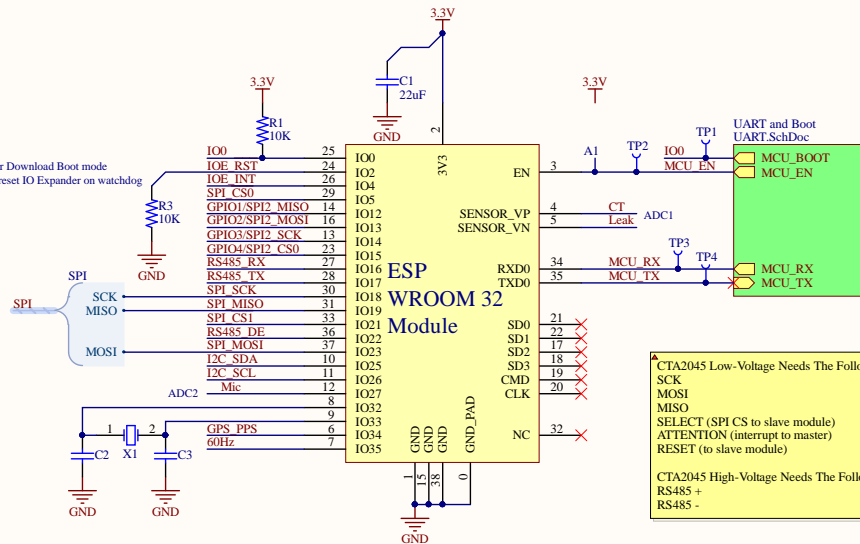 3.3V
C1
22uF
GND
3.3V
R1
10K
3.3V
r Download Boot mode
reset IO Expander on watchdog
R3
10K
GND
IO0 25 IO0
IOE_RST 24 IO2
IOE_INT 26 IO4
SPI_CS0 29 IO5
GPIO1/SPI2_MISO 14 IO12
GPIO2/SPI2_MOSI 16 IO13
GPIO3/SPI2_SCK 13 IO14
GPIO4/SPI2_CS0 23 IO15
RS485_RX 27 IO16
RS485_TX 28 IO17
SPI_SCK 30 IO18
SPI_MISO 31 IO19
SPI_CS1 33 IO21
RS485_DE 36 IO22
SPI_MOSI 37 IO23
I2C_SDA 10 IO25
I2C_SCL 11 IO26
ADC2 Mic 12 IO27
8 IO32
9 IO33
GPS_PPS 6 IO34
60Hz 7 IO35
SPI
SPI
SCK
MISO
MOSI
1 2
C2 X1 C3
GND GND
2
3V3
ESP
WROOM 32
Module
EN 3
SENSOR_VP 4 CT
SENSOR_VN 5 Leak
ADC1
RXD0 34 MCU_RX
TXD0 35 MCU_TX
SD0 21
SD1 22
SD2 17
SD3 18
CMD 19
CLK 20
NC 32
GND GND GND GND_PAD
1 15 38 0
GND
A1 TP2 TP1
IO0
MCU_EN
TP3 TP4
UART and Boot
UART.SchDoc
MCU_BOOT
MCU_EN
MCU_RX
MCU_TX
CTA2045 Low-Voltage Needs The Follo
SCK
MOSI
MISO
SELECT (SPI CS to slave module)
ATTENTION (interrupt to master)
RESET (to slave module)
CTA2045 High-Voltage Needs The Follo
RS485 +
RS485 -